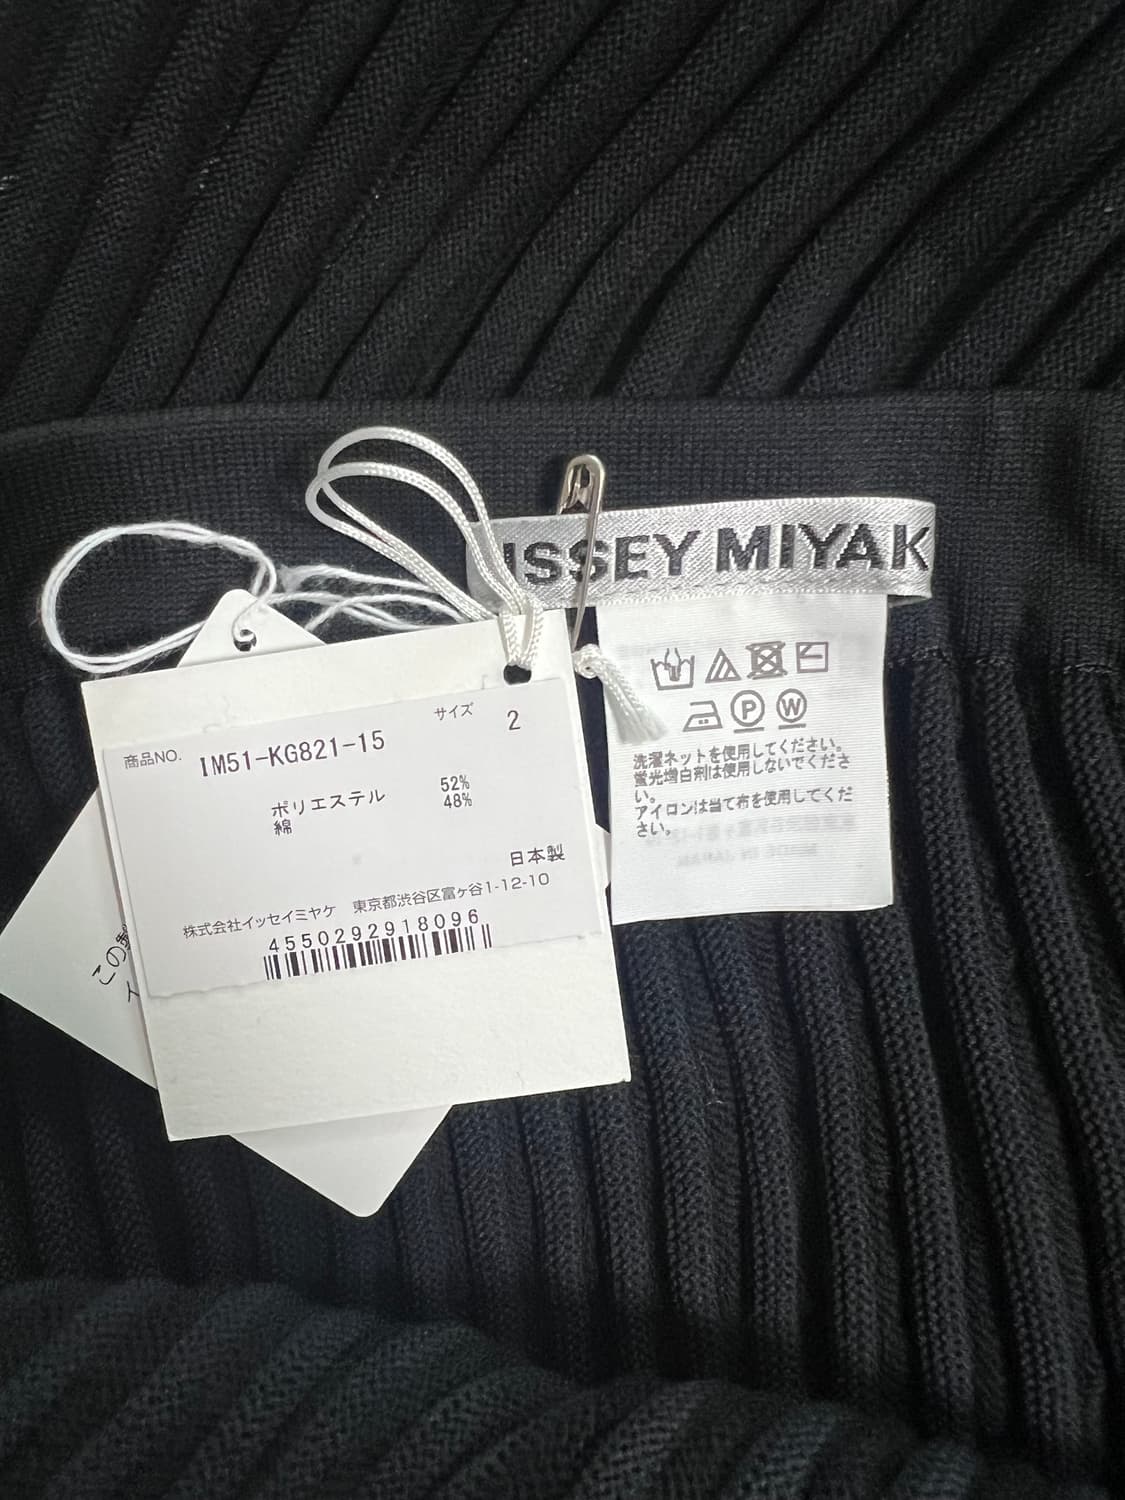 ISSEY MIYAK
サイズ 2
商品NO. IM51-KG821-15
ポリエステル 52%
綿 48%
日本製
株式会社イッセイミヤケ 東京都渋谷区富ヶ谷1-12-10
4550292918096
P W
洗濯ネットを使用してください。
蛍光増白剤は使用しないでくださ
い。
アイロンは当て布を使用してくだ
さい。
この製